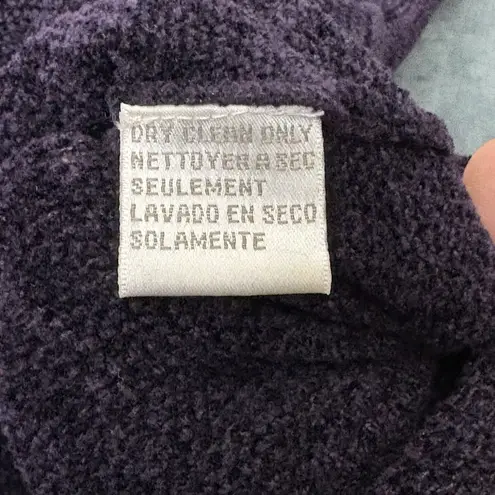 DRY CLEAN ONLY
NETTOYER A SEC
SEULEMENT
LAVADO EN SECO
SOLAMENTE